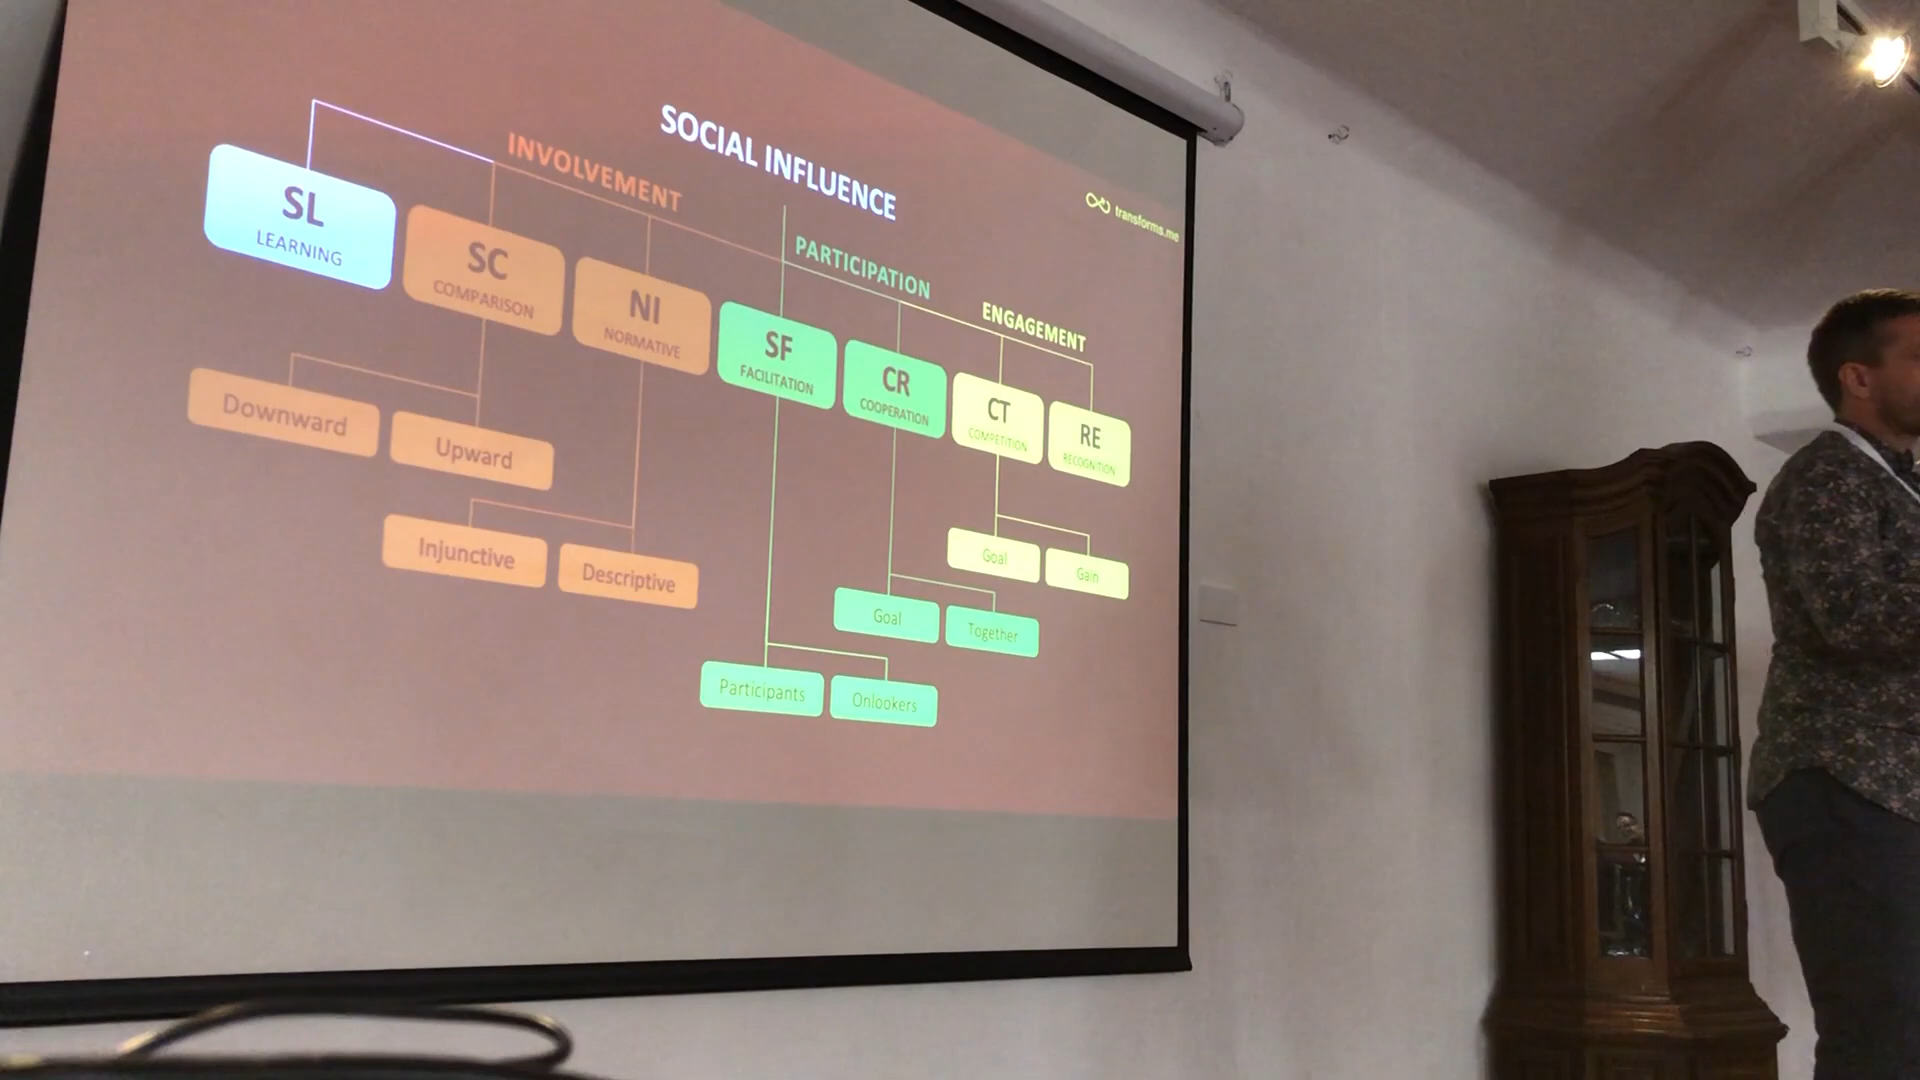 SOCIAL INFLUENCE
INVOLVEMENT
PARTICIPATION
ENGAGEMENT
transforms.me
SL
LEARNING
SC
COMPARISON
NI
NORMATIVE
SF
FACILITATION
CR
COOPERATION
CT
COMPETITION
RE
RECOGNITION
Downward
Upward
Injunctive
Descriptive
Goal
Gain
Goal
Together
Participants
Onlookers